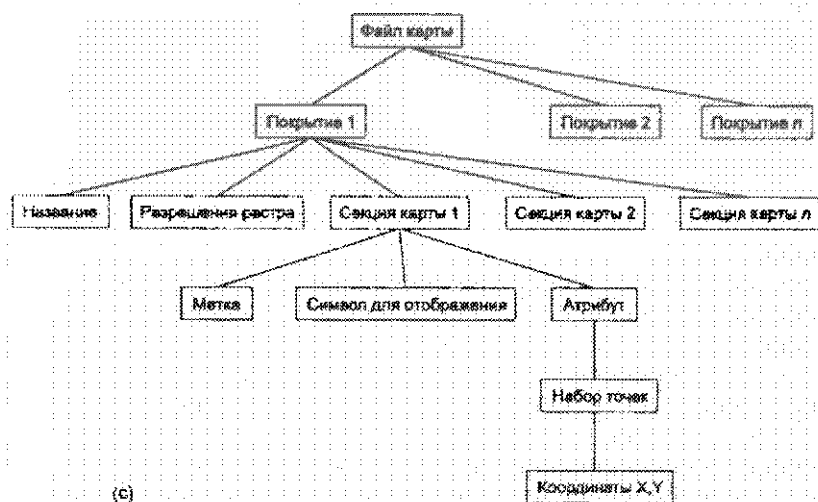 Файл карты
Покрытие 1 Покрытие 2 Покрытие n
Название Разрешения растра Секция карты 1 Секция карты 2 Секция карты n
Метка Символ для отображения Атрибут
Набор точек
(c) Координаты X,Y